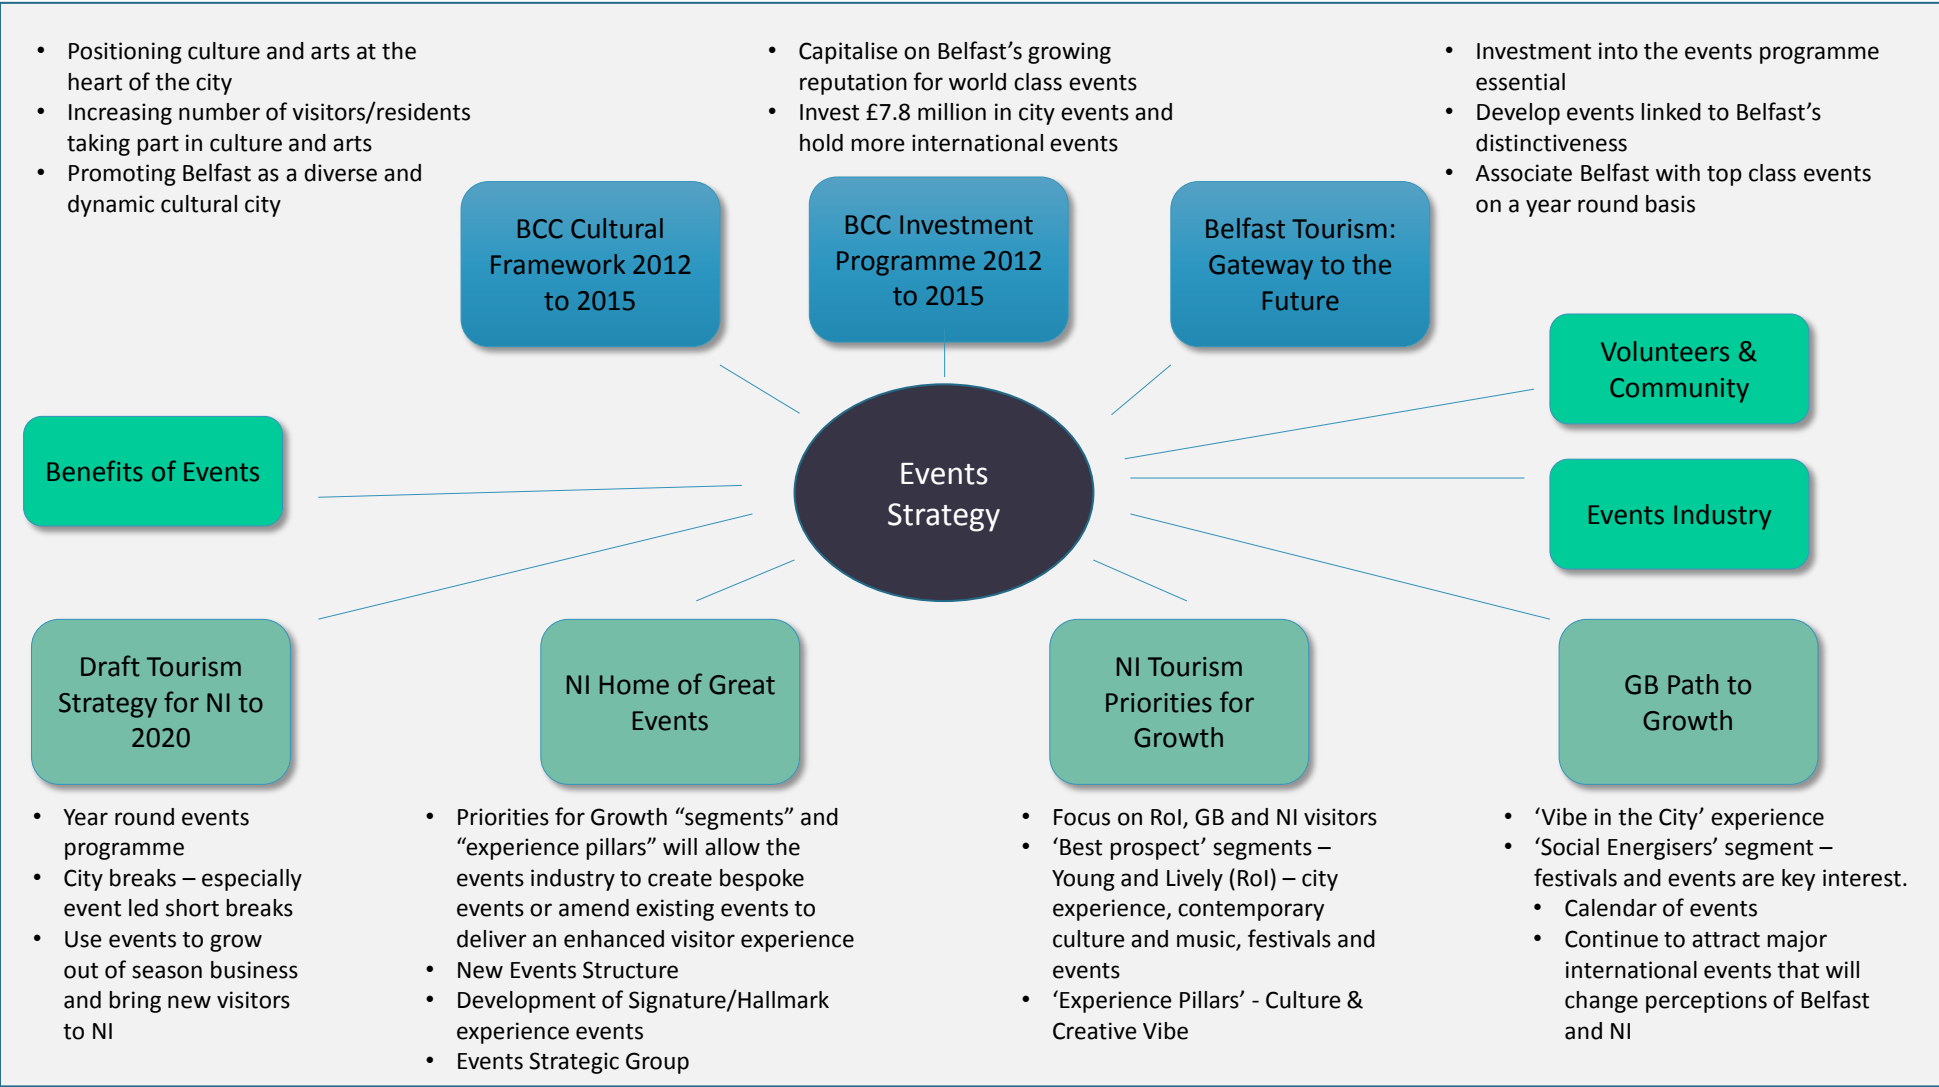 • Positioning culture and arts at the
heart of the city
• Increasing number of visitors/residents
taking part in culture and arts
• Promoting Belfast as a diverse and
dynamic cultural city
• Capitalise on Belfast’s growing
reputation for world class events
• Invest £7.8 million in city events and
hold more international events
• Investment into the events programme
essential
• Develop events linked to Belfast’s
distinctiveness
• Associate Belfast with top class events
on a year round basis
BCC Cultural
Framework 2012
to 2015
BCC Investment
Programme 2012
to 2015
Belfast Tourism:
Gateway to the
Future
Volunteers &
Community
Benefits of Events
Events
Strategy
Events Industry
Draft Tourism
Strategy for NI to
2020
NI Home of Great
Events
NI Tourism
Priorities for
Growth
GB Path to
Growth
• Year round events
programme
• City breaks – especially
event led short breaks
• Use events to grow
out of season business
and bring new visitors
to NI
• Priorities for Growth “segments” and
“experience pillars” will allow the
events industry to create bespoke
events or amend existing events to
deliver an enhanced visitor experience
• New Events Structure
• Development of Signature/Hallmark
experience events
• Events Strategic Group
• Focus on RoI, GB and NI visitors
• ‘Best prospect’ segments –
Young and Lively (RoI) – city
experience, contemporary
culture and music, festivals and
events
• ‘Experience Pillars’ - Culture &
Creative Vibe
• ‘Vibe in the City’ experience
• ‘Social Energisers’ segment –
festivals and events are key interest.
• Calendar of events
• Continue to attract major
international events that will
change perceptions of Belfast
and NI